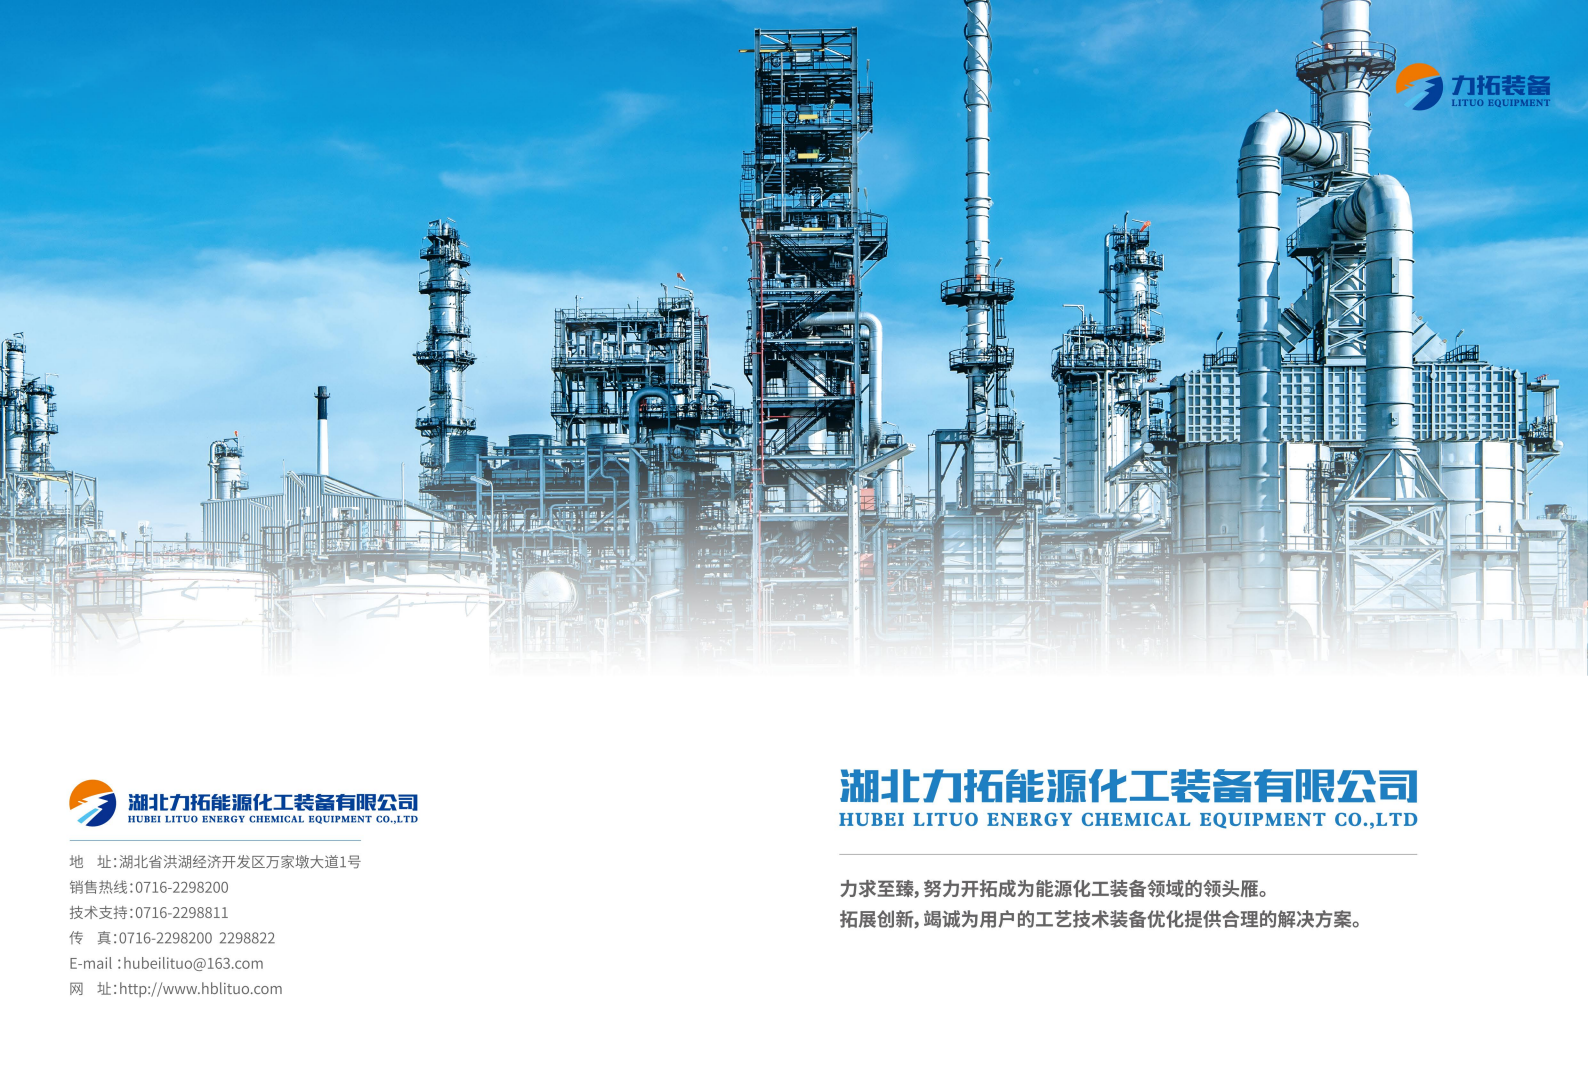 力拓装备
LITUO EQUIPMENT
湖北力拓能源化工装备有限公司
HUBEI LITUO ENERGY CHEMICAL EQUIPMENT CO.,LTD
地 址:湖北省洪湖经济开发区万家墩大道1号
销售热线:0716-2298200
技术支持:0716-2298811
传 真:0716-2298200 2298822
E-mail :hubeilituo@163.com
网 址:http://www.hblituo.com
湖北力拓能源化工装备有限公司
HUBEI LITUO ENERGY CHEMICAL EQUIPMENT CO.,LTD
力求至臻,努力开拓成为能源化工装备领域的领头雁。
拓展创新,竭诚为用户的工艺技术装备优化提供合理的解决方案。